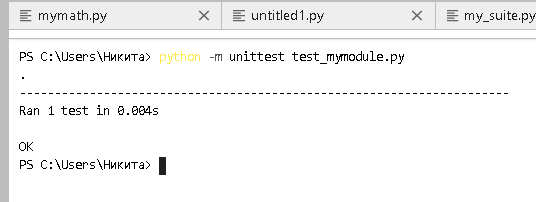 mymath.py untitled1.py my_suite.py
PS C:\Users\Никита> python -m unittest test_mymodule.py
.
----------------------------------------------------------------------
Ran 1 test in 0.004s
OK
PS C:\Users\Никита>